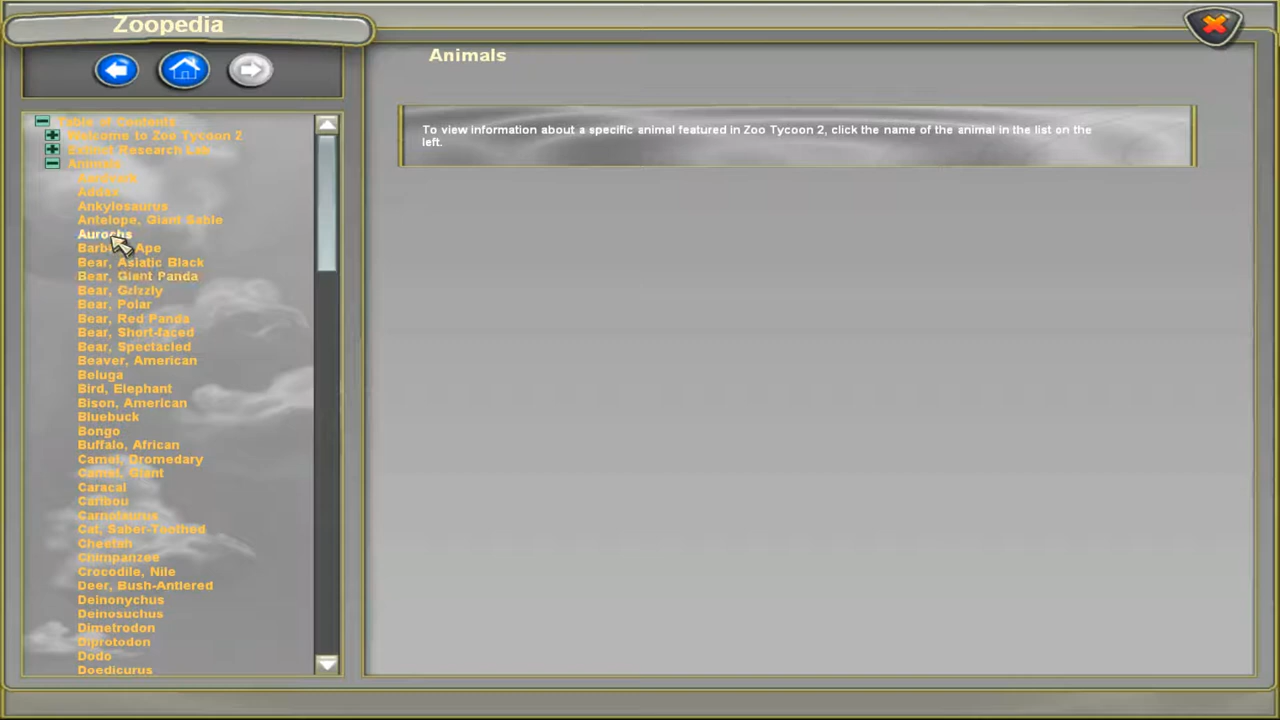 Zoopedia
Animals
To view information about a specific animal featured in Zoo Tycoon 2, click the name of the animal in the list on the
left.
Table of Contents
Welcome to Zoo Tycoon 2
Extinct Research Lab
Animals
Aardvark
Addax
Ankylosaurus
Antelope, Giant Sable
Aurochs
Ape
Bear, Asiatic Black
Bear, Giant Panda
Bear, Grizzly
Bear, Polar
Bear, Red Panda
Bear, Short-faced
Bear, Spectacled
Beaver, American
Beluga
Bird, Elephant
Bison, American
Bluebuck
Bongo
Buffalo, African
Camel, Dromedary
Camel, Giant
Caracal
Caribou
Carnotaurus
Cat, Saber-Toothed
Cheetah
Chimpanzee
Crocodile, Nile
Deer, Bush-Antlered
Deinonychus
Deinosuchus
Dimetrodon
Diprotodon
Dodo
Doedicurus